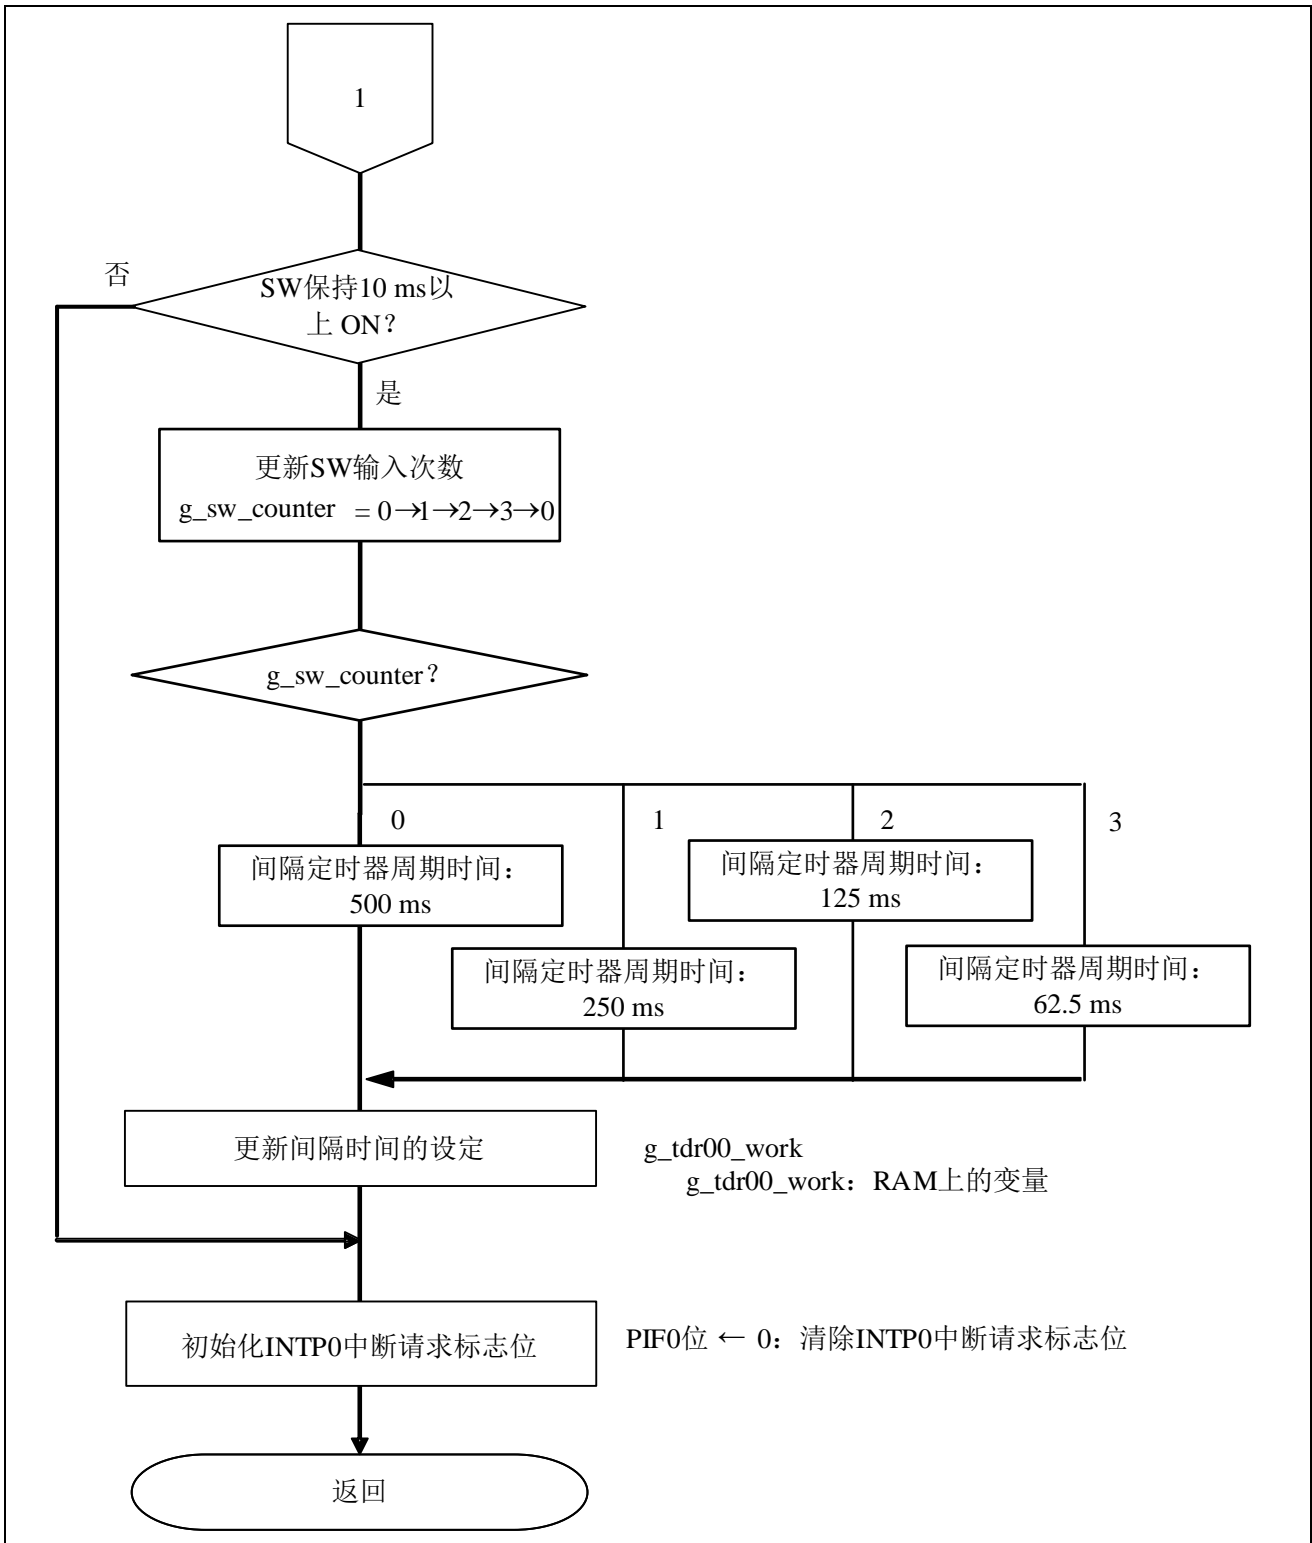 1
否
SW保持10 ms以
上 ON？
是
更新SW输入次数
g_sw_counter = 0→1→2→3→0
g_sw_counter？
0
1
2
3
间隔定时器周期时间：
500 ms
间隔定时器周期时间：
125 ms
间隔定时器周期时间：
250 ms
间隔定时器周期时间：
62.5 ms
更新间隔时间的设定
g_tdr00_work
g_tdr00_work：RAM上的变量
初始化INTP0中断请求标志位
PIF0位 ← 0：清除INTP0中断请求标志位
返回